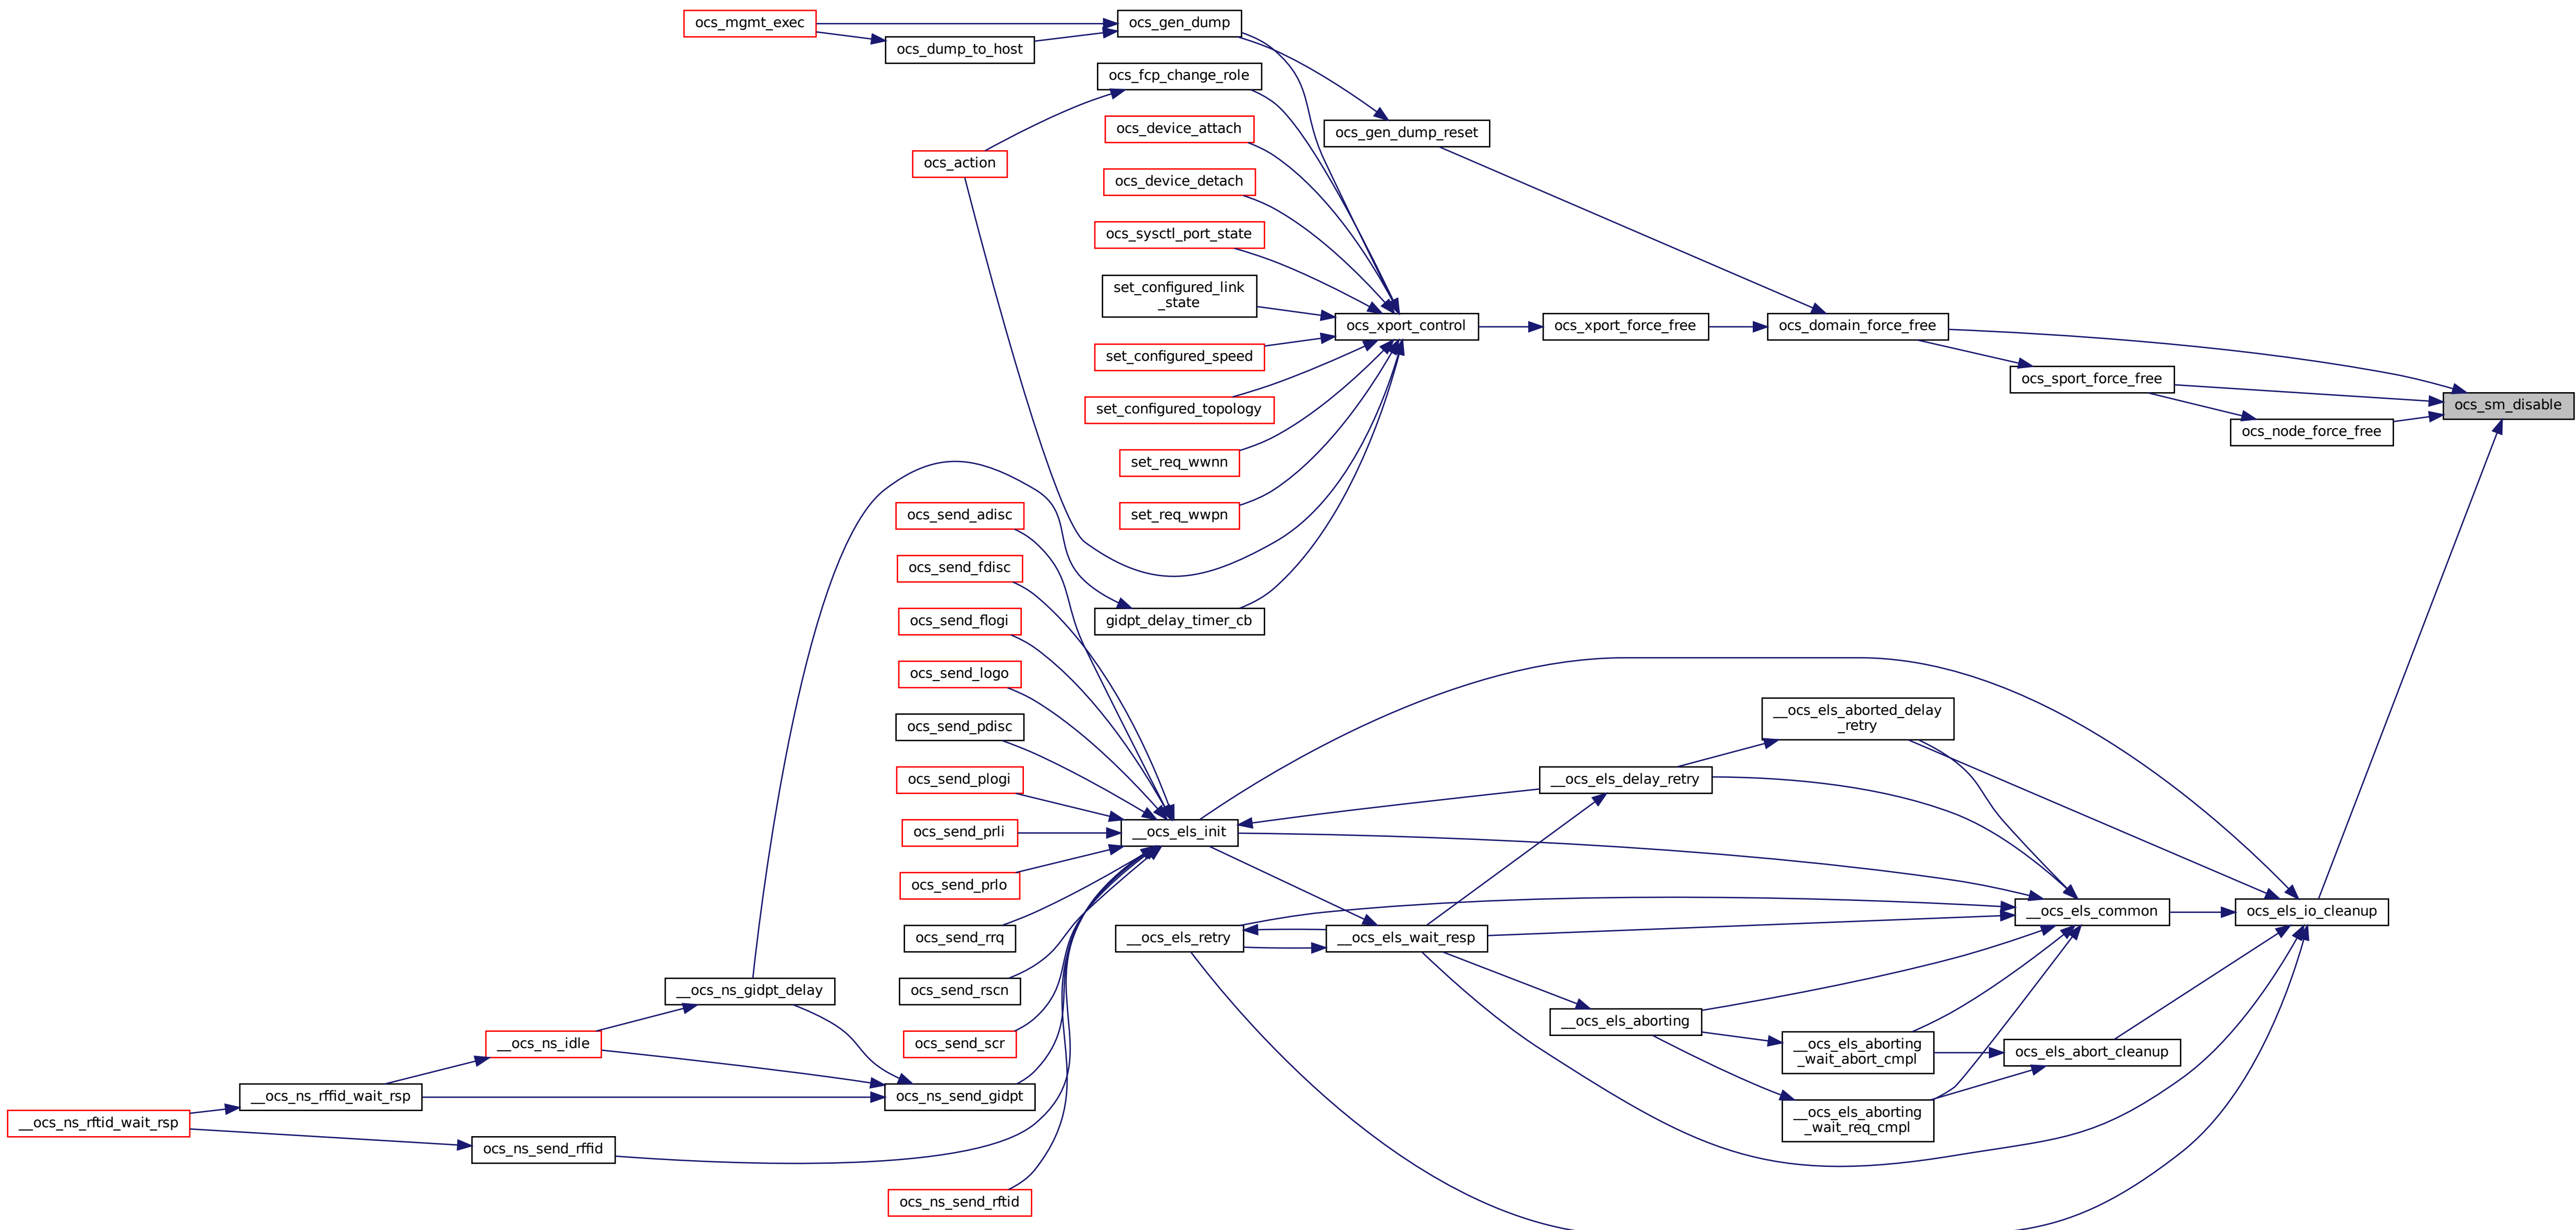 ocs_mgmt_exec
ocs_gen_dump
ocs_dump_to_host
ocs_fcp_change_role
ocs_device_attach
ocs_gen_dump_reset
ocs_action
ocs_device_detach
ocs_sysctl_port_state
set_configured_link
_state
ocs_xport_control
ocs_xport_force_free
ocs_domain_force_free
set_configured_speed
ocs_sport_force_free
set_configured_topology
ocs_sm_disable
ocs_node_force_free
set_req_wwnn
set_req_wwpn
ocs_send_adisc
ocs_send_fdisc
ocs_send_flogi
gidpt_delay_timer_cb
ocs_send_logo
ocs_send_pdisc
__ocs_els_aborted_delay
_retry
ocs_send_plogi
__ocs_els_delay_retry
ocs_send_prli
__ocs_els_init
ocs_send_prlo
__ocs_els_common
ocs_els_io_cleanup
ocs_send_rrq
__ocs_els_retry
__ocs_els_wait_resp
__ocs_ns_gidpt_delay
ocs_send_rscn
__ocs_els_aborting
__ocs_ns_idle
ocs_send_scr
__ocs_els_aborting
_wait_abort_cmpl
ocs_els_abort_cleanup
__ocs_ns_rffid_wait_rsp
ocs_ns_send_gidpt
__ocs_els_aborting
_wait_req_cmpl
__ocs_ns_rftid_wait_rsp
ocs_ns_send_rffid
ocs_ns_send_rftid